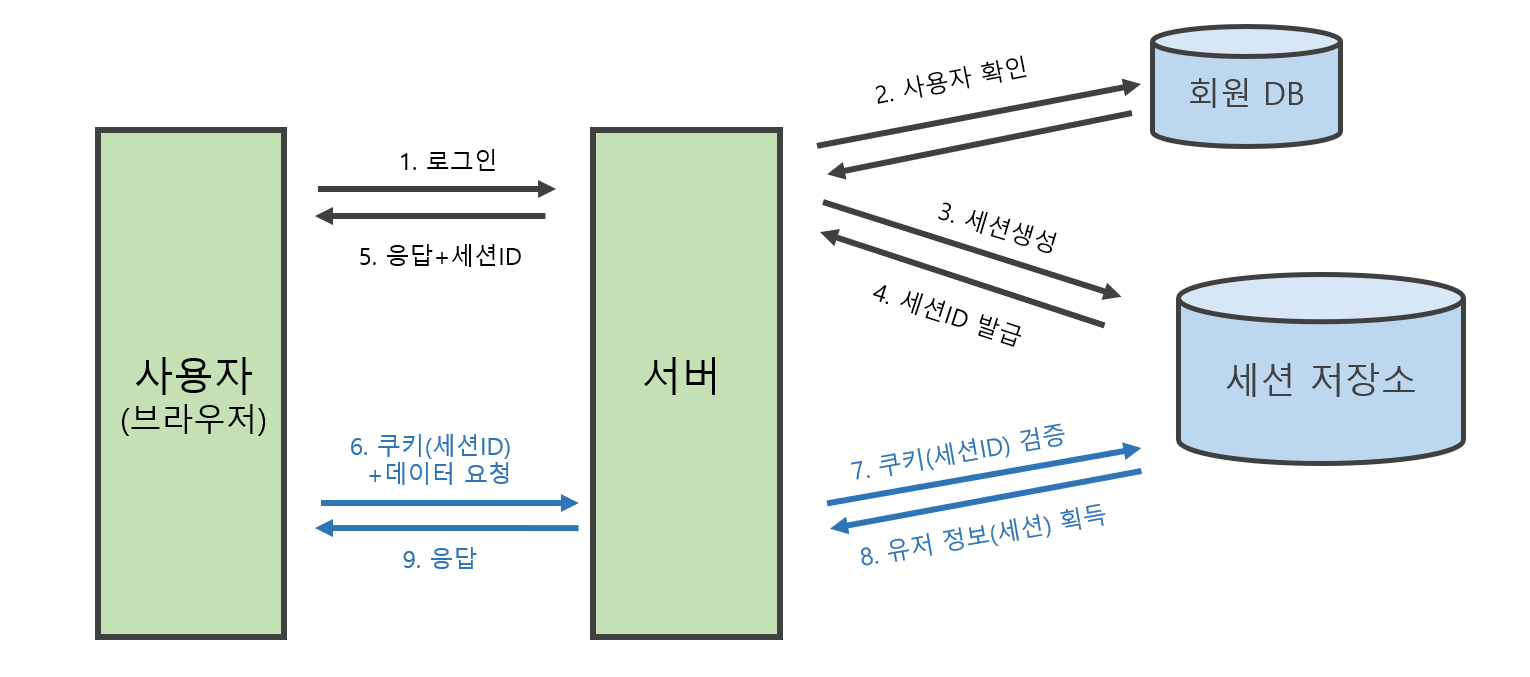 2. 사용자 확인
회원 DB
1. 로그인
5. 응답+세션ID
3. 세션생성
4. 세션ID 발급
사용자
(브라우저)
서버
세션 저장소
6. 쿠키(세션ID)
+데이터 요청
7. 쿠키(세션ID) 검증
8. 유저 정보(세션) 획득
9. 응답